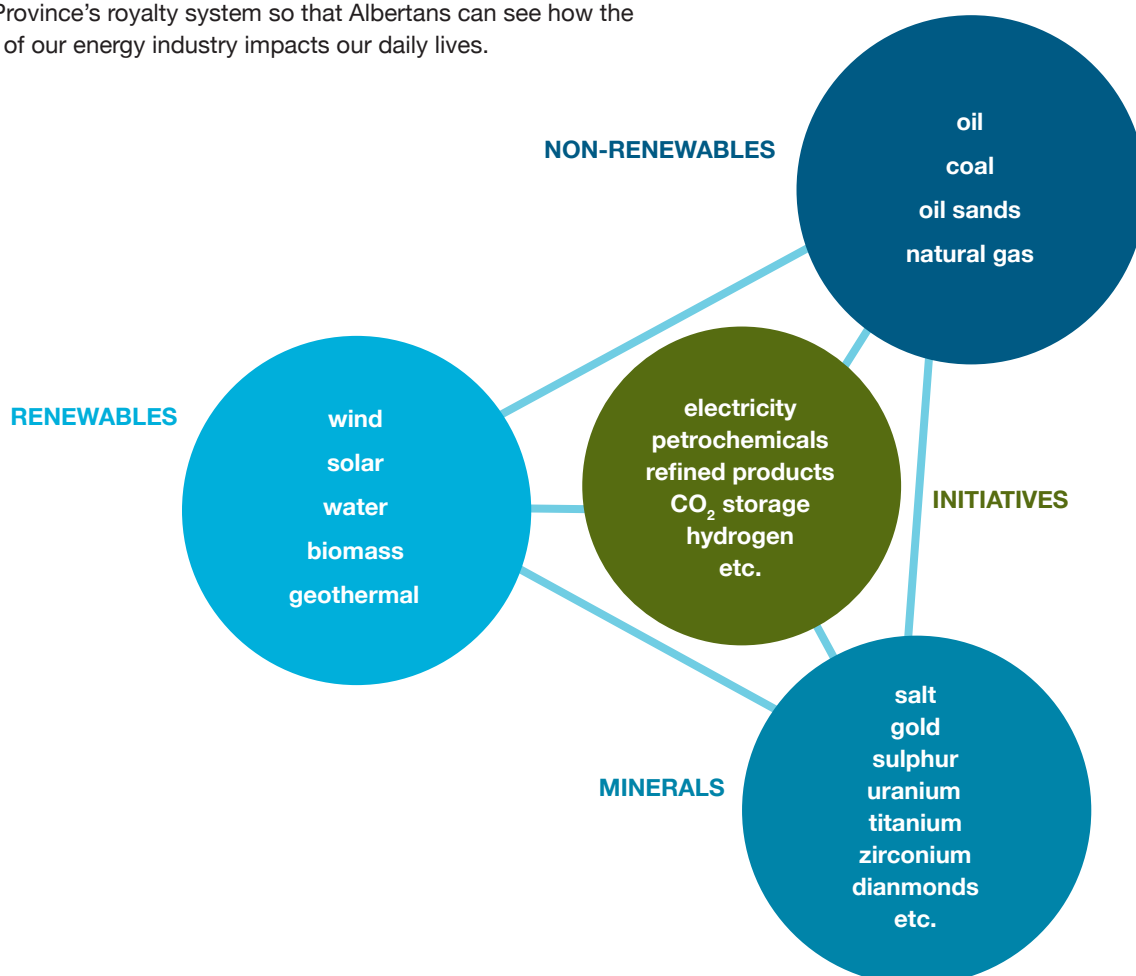 Province's royalty system so that Albertans can see how the
of our energy industry impacts our daily lives.
NON-RENEWABLES
oil
coal
oil sands
natural gas
RENEWABLES
wind
solar
water
biomass
geothermal
electricity
petrochemicals
refined products
CO₂ storage
hydrogen
etc.
INITIATIVES
MINERALS
salt
gold
sulphur
uranium
titanium
zirconium
dianmonds
etc.